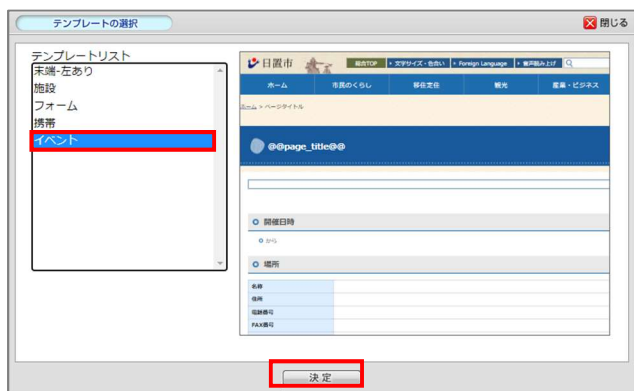 テンプレートの選択
閉じる
テンプレートリスト
末端-左あり
施設
フォーム
携帯
イベント
日置市
総合TOP
文字サイズ・色合い
Foreign Language
音声読み上げ
ホーム 市民のくらし 移住定住 観光 産業・ビジネス
ホーム > ページタイトル
@@page_title@@
開催日時
から
場所
名称
住所
電話番号
FAX番号
決定